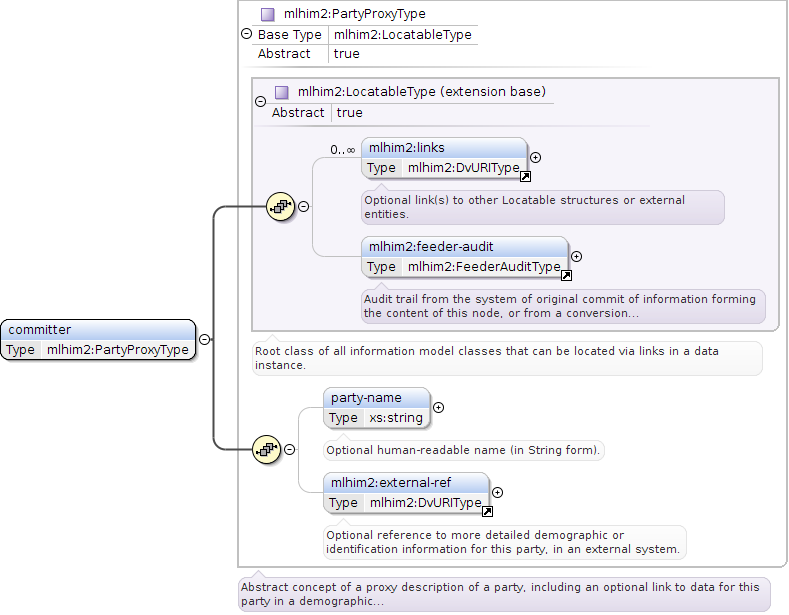 mlhim2:PartyProxyType
Base Type mlhim2:LocatableType
Abstract true
mlhim2:LocatableType (extension base)
Abstract true
0..∞
mlhim2:links
Type mlhim2:DvURIType
Optional link(s) to other Locatable structures or external
entities.
mlhim2:feeder-audit
Type mlhim2:FeederAuditType
Audit trail from the system of original commit of information forming
the content of this node, or from a conversion...
committer
Type mlhim2:PartyProxyType
Root class of all information model classes that can be located via links in a data
instance.
party-name
Type xs:string
Optional human-readable name (in String form).
mlhim2:external-ref
Type mlhim2:DvURIType
Optional reference to more detailed demographic or
identification information for this party, in an external system.
Abstract concept of a proxy description of a party, including an optional link to data for this
party in a demographic...